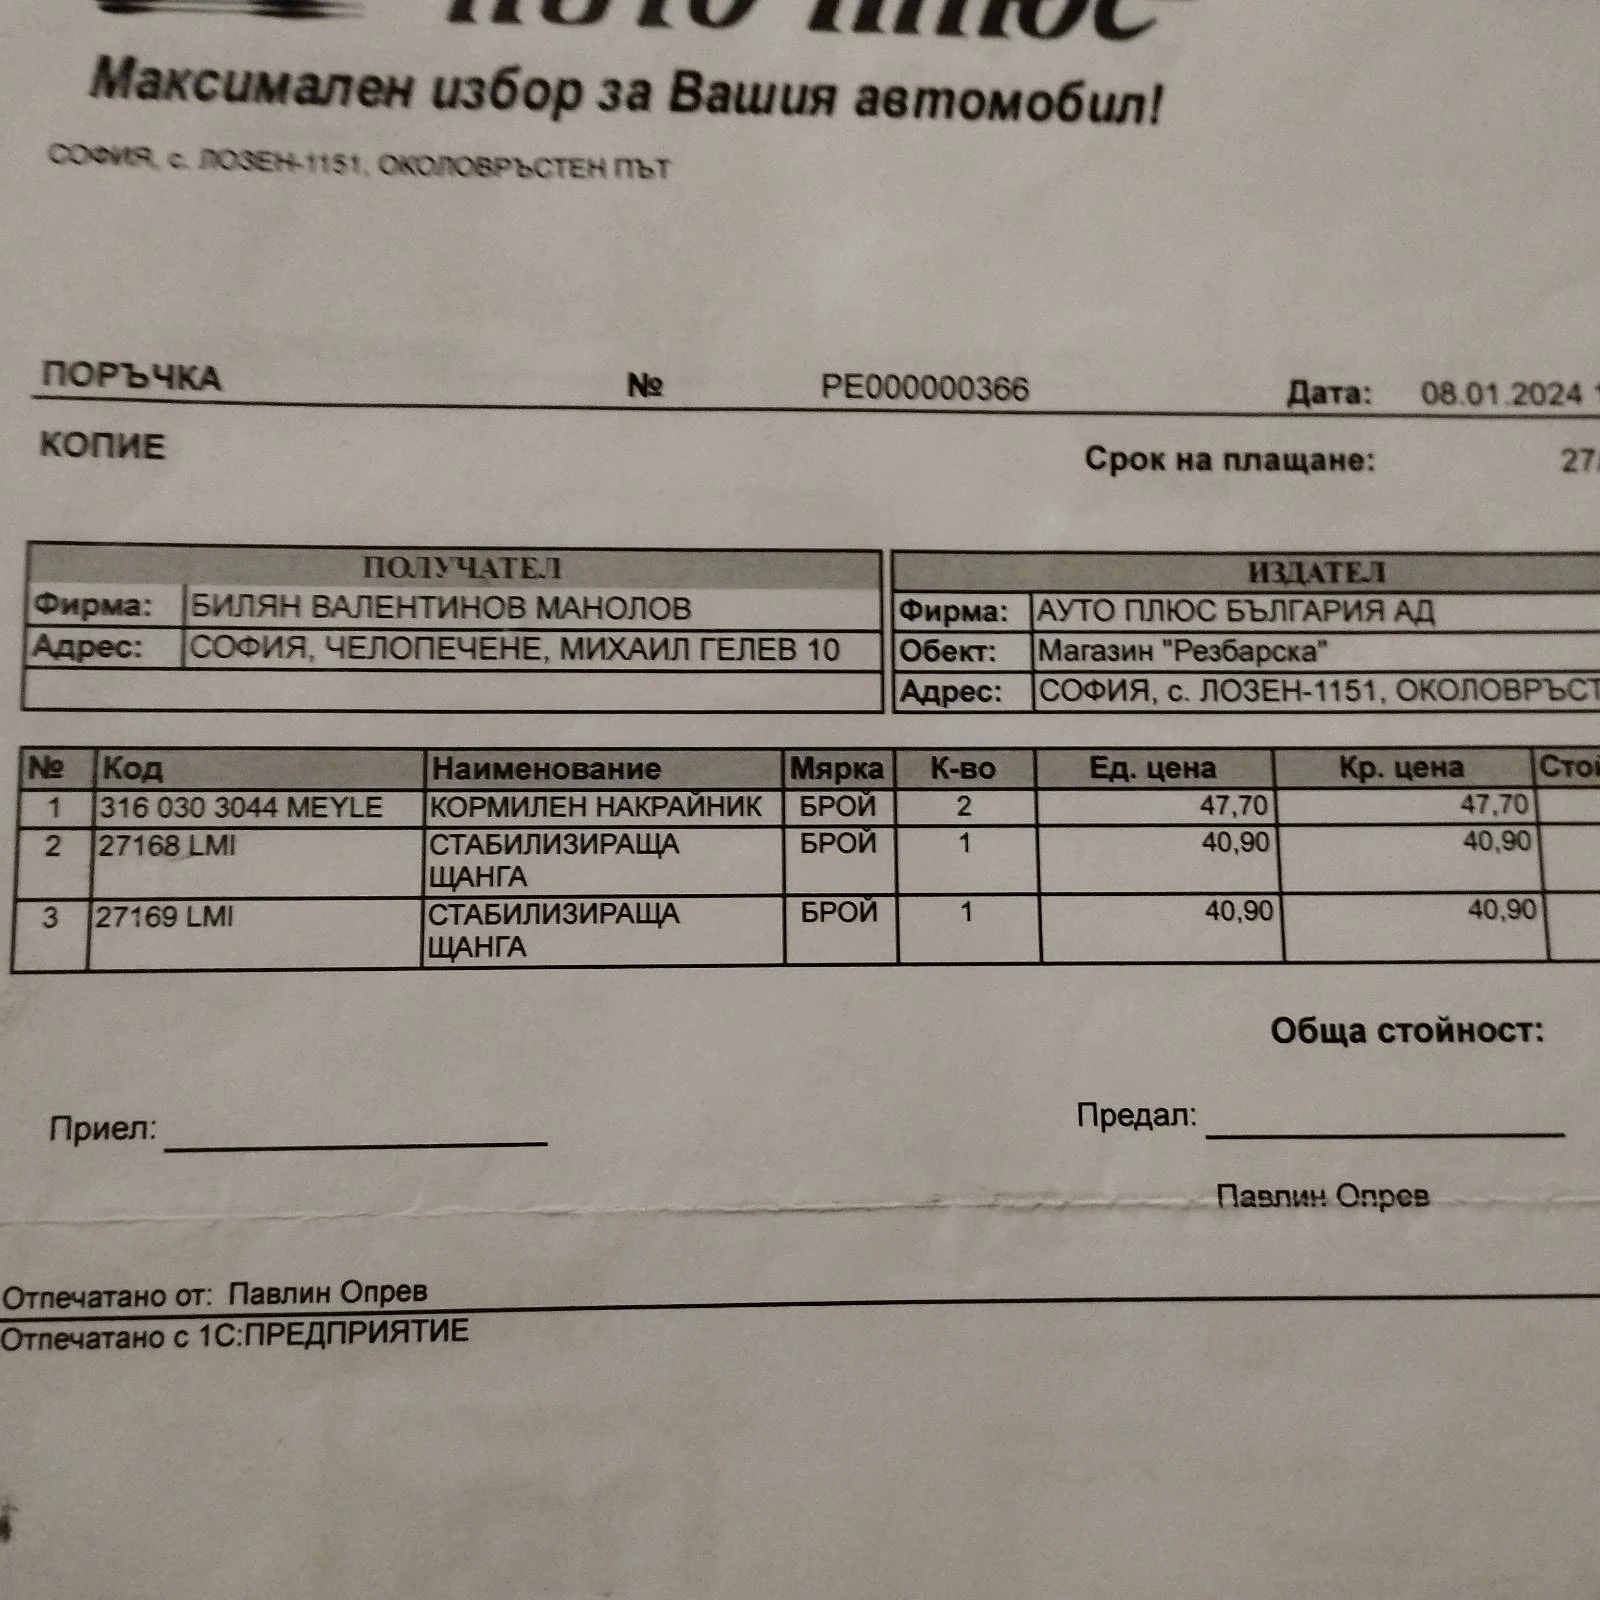 Максимален избор за Вашия автомобил!
СОФИЯ, с. ЛОЗЕН-1151, ОКОЛОВРЪСТЕН ПЪТ
ПОРЪЧКА № РЕ000000366 Дата: 08.01.2024
КОПИЕ Срок на плащане: 27
ПОЛУЧАТЕЛ ИЗДАТЕЛ
Фирма: БИЛЯН ВАЛЕНТИНОВ МАНОЛОВ Фирма: АУТО ПЛЮС БЪЛГАРИЯ АД
Адрес: СОФИЯ, ЧЕЛОПЕЧЕНЕ, МИХАИЛ ГЕЛЕВ 10 Обект: Магазин "Резбарска"
Адрес: СОФИЯ, с. ЛОЗЕН-1151, ОКОЛОВРЪСТ
№ Код Наименование Мярка К-во Ед. цена Кр. цена Стой
1 316 030 3044 MEYLE КОРМИЛЕН НАКРАЙНИК БРОЙ 2 47,70 47,70
2 27168 LMI СТАБИЛИЗИРАЩА БРОЙ 1 40,90 40,90
ЩАНГА
3 27169 LMI СТАБИЛИЗИРАЩА БРОЙ 1 40,90 40,90
ЩАНГА
Обща стойност:
Приел: Предал:
Павлин Опрев
Отпечатано от: Павлин Опрев
Отпечатано с 1С:ПРЕДПРИЯТИЕ